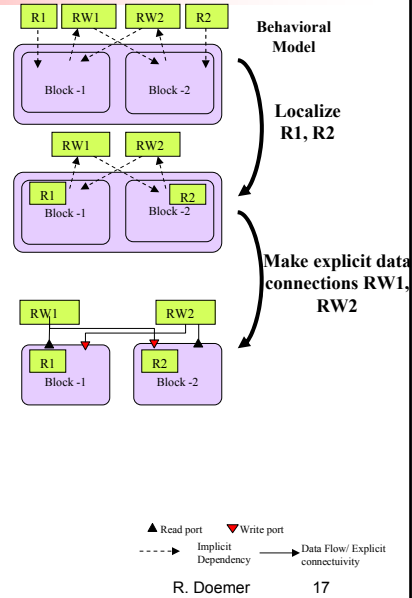 R1 RW1 RW2 R2
Behavioral
Model
Block -1 Block -2
Localize
R1, R2
RW1 RW2
R1 R2
Block -1 Block -2
Make explicit data
connections RW1,
RW2
RW1 RW2
R1 R2
Block -1 Block -2
Read port Write port
Implicit
Dependency
Data Flow/ Explicit
connectuivity
R. Doemer 17